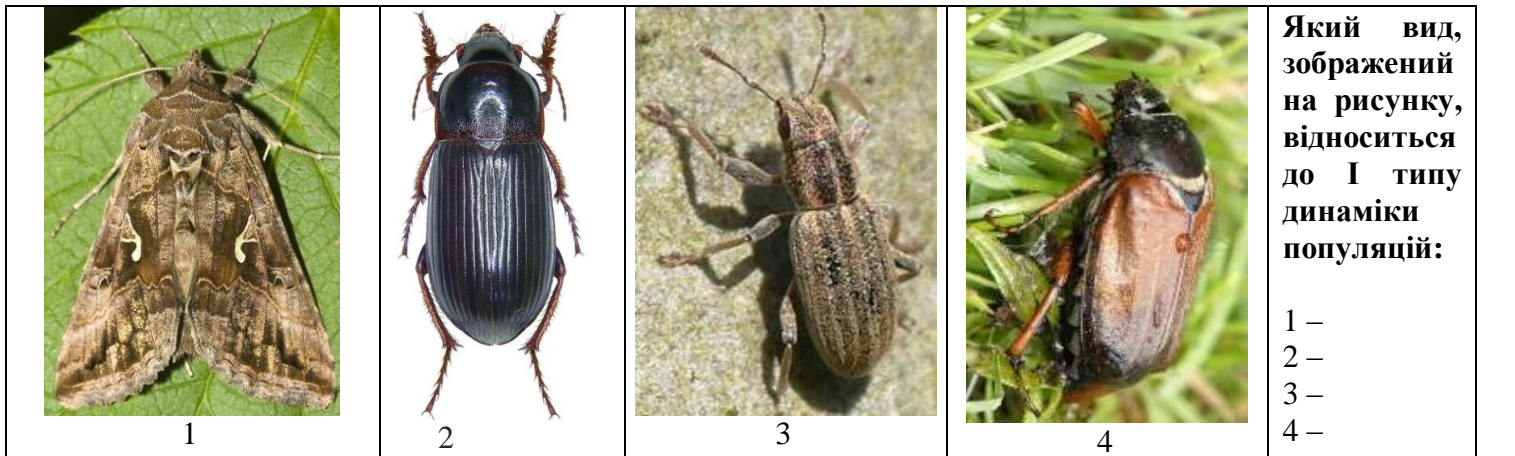 1
2
3
4
Який вид,
зображений
на рисунку,
відноситься
до І типу
динаміки
популяцій:
1 –
2 –
3 –
4 –